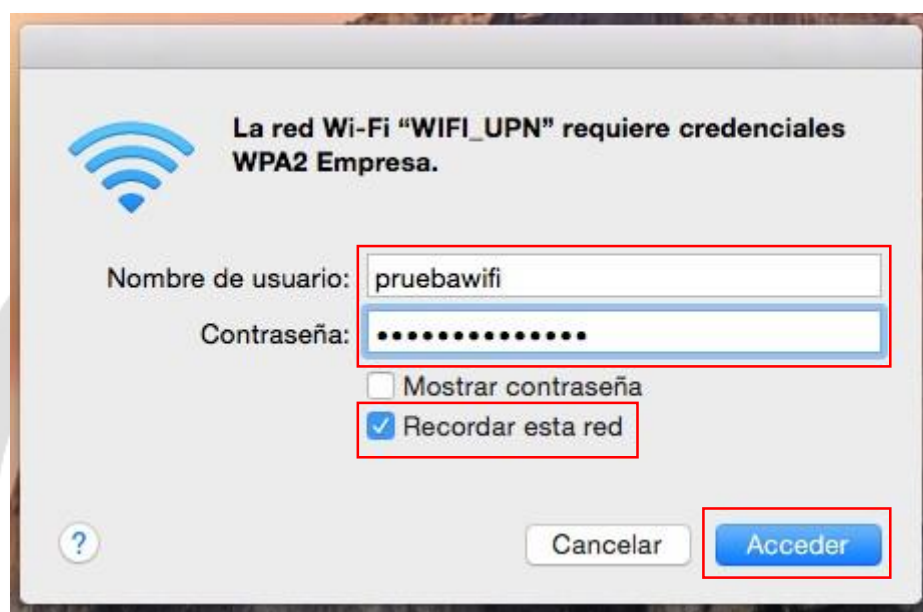 La red Wi-Fi “WIFI_UPN” requiere credenciales
WPA2 Empresa.
Nombre de usuario: pruebawifi
Contraseña: ••••••••••••••
Mostrar contraseña
Recordar esta red
? Cancelar Acceder